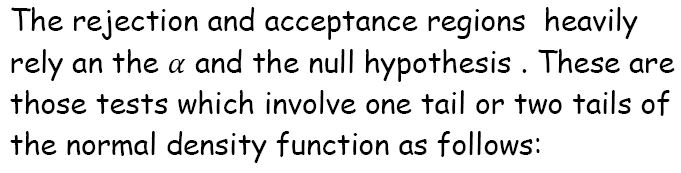 The rejection and acceptance regions heavily
rely an the α and the null hypothesis . These are
those tests which involve one tail or two tails of
the normal density function as follows: